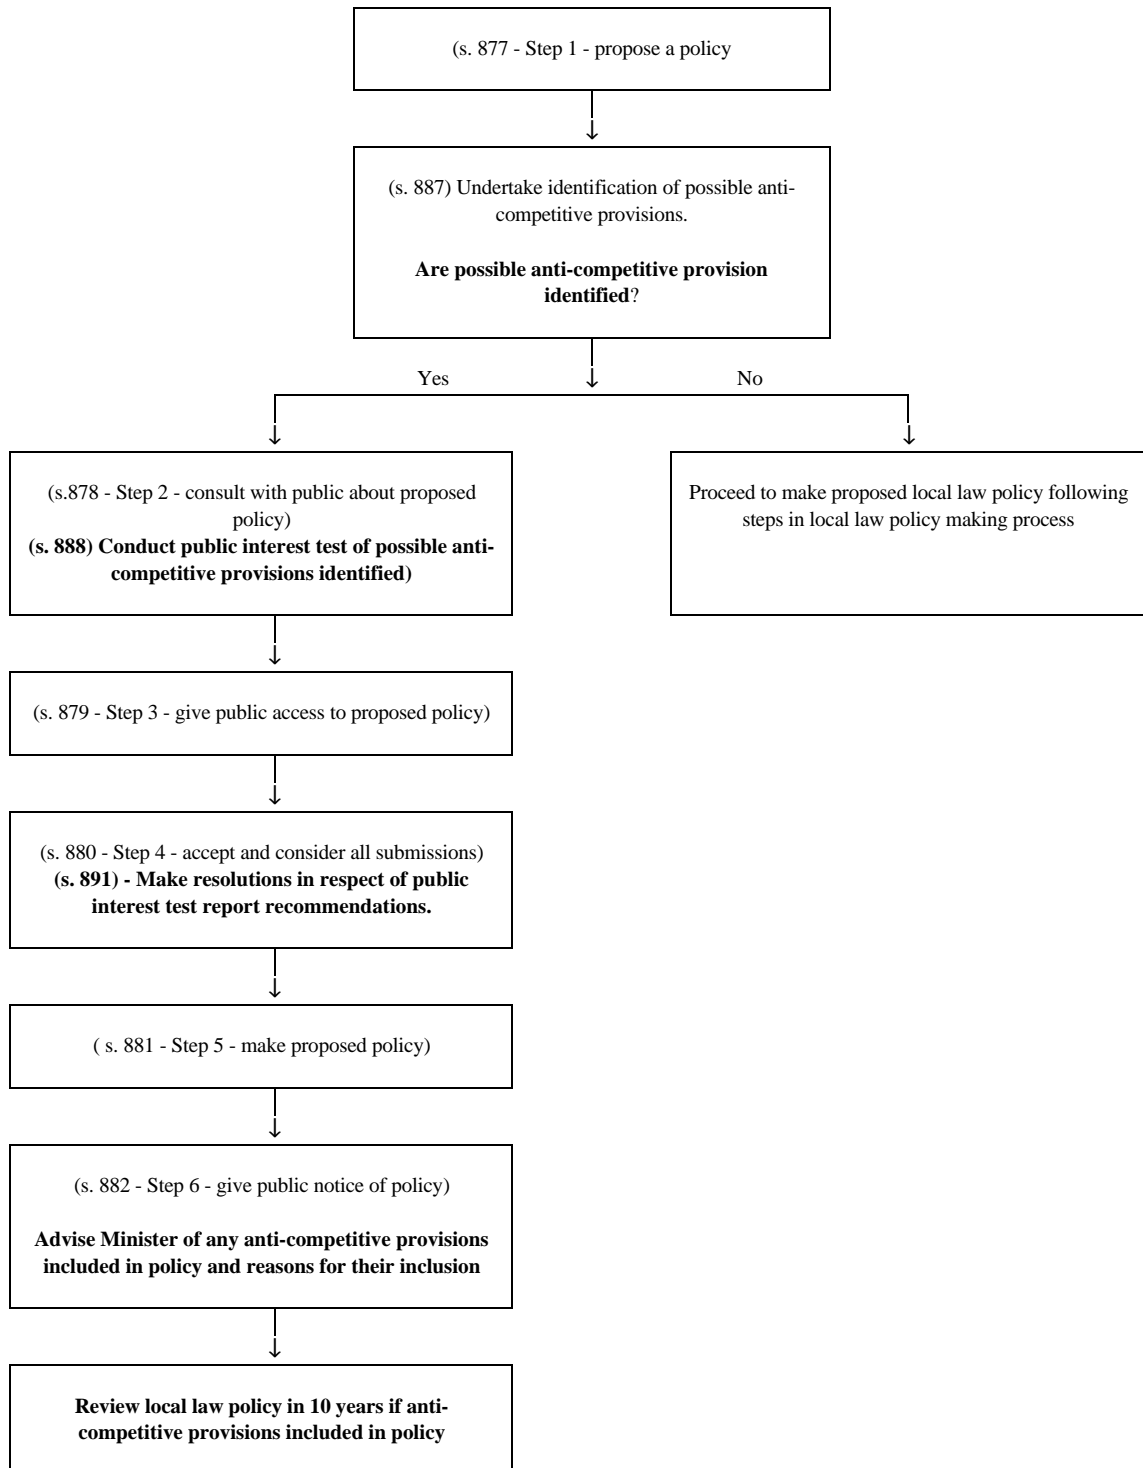 (s. 877 - Step 1 - propose a policy
(s. 887) Undertake identification of possible anti-
competitive provisions.
Are possible anti-competitive provision
identified?
Yes
No
(s.878 - Step 2 - consult with public about proposed
policy)
(s. 888) Conduct public interest test of possible anti-
competitive provisions identified)
Proceed to make proposed local law policy following
steps in local law policy making process
(s. 879 - Step 3 - give public access to proposed policy)
(s. 880 - Step 4 - accept and consider all submissions)
(s. 891) - Make resolutions in respect of public
interest test report recommendations.
( s. 881 - Step 5 - make proposed policy)
(s. 882 - Step 6 - give public notice of policy)
Advise Minister of any anti-competitive provisions
included in policy and reasons for their inclusion
Review local law policy in 10 years if anti-
competitive provisions included in policy